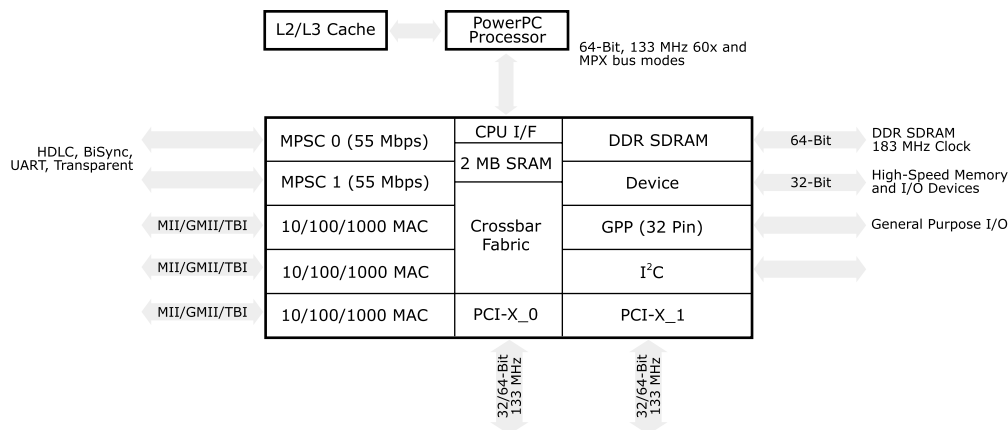 L2/L3 Cache
PowerPC
Processor
64-Bit, 133 MHz 60x and
MPX bus modes
HDLC, BiSync,
UART, Transparent
MPSC 0 (55 Mbps)
CPU I/F
DDR SDRAM
64-Bit
DDR SDRAM
183 MHz Clock
2 MB SRAM
MPSC 1 (55 Mbps)
Device
32-Bit
High-Speed Memory
and I/O Devices
MII/GMII/TBI
10/100/1000 MAC
Crossbar
Fabric
GPP (32 Pin)
General Purpose I/O
MII/GMII/TBI
10/100/1000 MAC
I²C
MII/GMII/TBI
10/100/1000 MAC
PCI-X_0
PCI-X_1
32/64-Bit
133 MHz
32/64-Bit
133 MHz